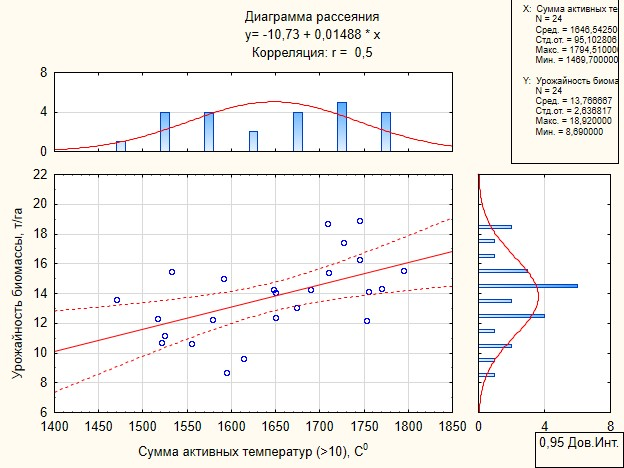 Диаграмма рассеяния
y= -10,73 + 0,01488 * x
Корреляция: r = 0,5
X: Сумма активных те
N = 24
Сред. = 1646,54250
Стд.от. = 95,102806
Макс. = 1794,51000
Мин. = 1469,700000
Y: Урожайность биома
N = 24
Сред. = 13,766667
Стд.от. = 2,636817
Макс. = 18,920000
Мин. = 8,690000
8
4
0
22
20
18
16
14
12
10
8
6
Урожайность биомассы, т/га
1400 1450 1500 1550 1600 1650 1700 1750 1800 1850
Сумма активных температур (>10), С⁰
0 4 8
0,95 Дов.Инт.